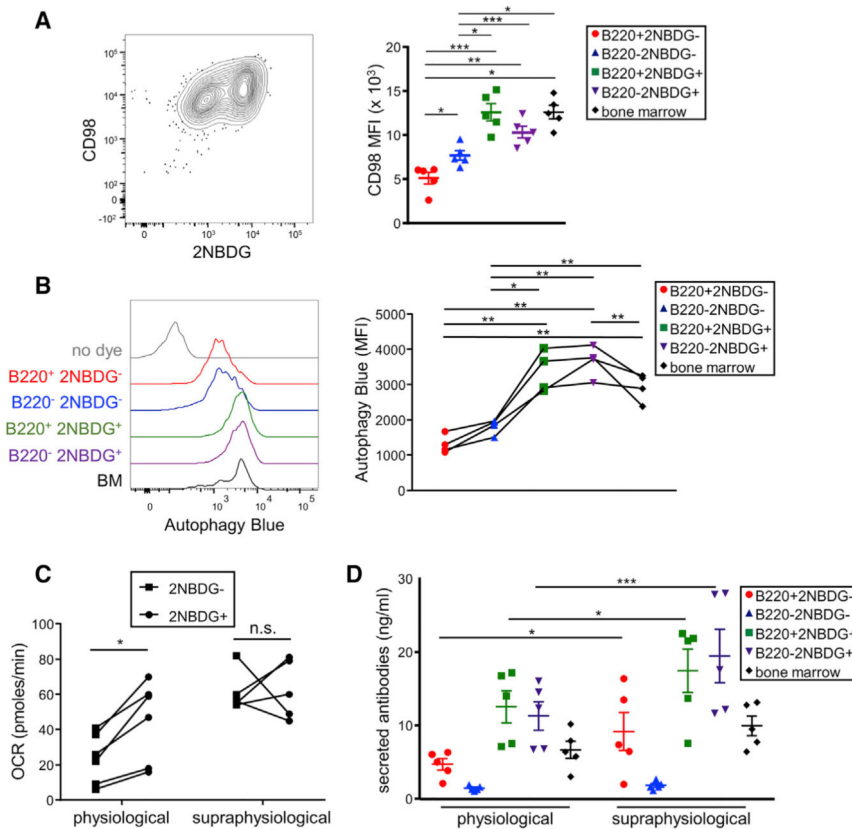 A
CD98
10⁵
10⁴
10³
10²
0
-10²
0
10³
10⁴
10⁵
2NBDG
CD98 MFI (x 10³)
20
15
10
5
0
*
***
*
***
**
*
*
B220+2NBDG-
B220-2NBDG-
B220+2NBDG+
B220-2NBDG+
bone marrow
B
no dye
B220⁺ 2NBDG⁻
B220⁻ 2NBDG⁻
B220⁺ 2NBDG⁺
B220⁻ 2NBDG⁺
BM
0
10³
10⁴
10⁵
Autophagy Blue
Autophagy Blue (MFI)
5000
4000
3000
2000
1000
0
**
**
*
**
**
**
**
B220+2NBDG-
B220-2NBDG-
B220+2NBDG+
B220-2NBDG+
bone marrow
C
2NBDG-
2NBDG+
OCR (pmoles/min)
100
80
60
40
20
0
*
n.s.
physiological
supraphysiological
D
secreted antibodies (ng/ml)
30
20
10
0
***
*
*
B220+2NBDG-
B220-2NBDG-
B220+2NBDG+
B220-2NBDG+
bone marrow
physiological
supraphysiological